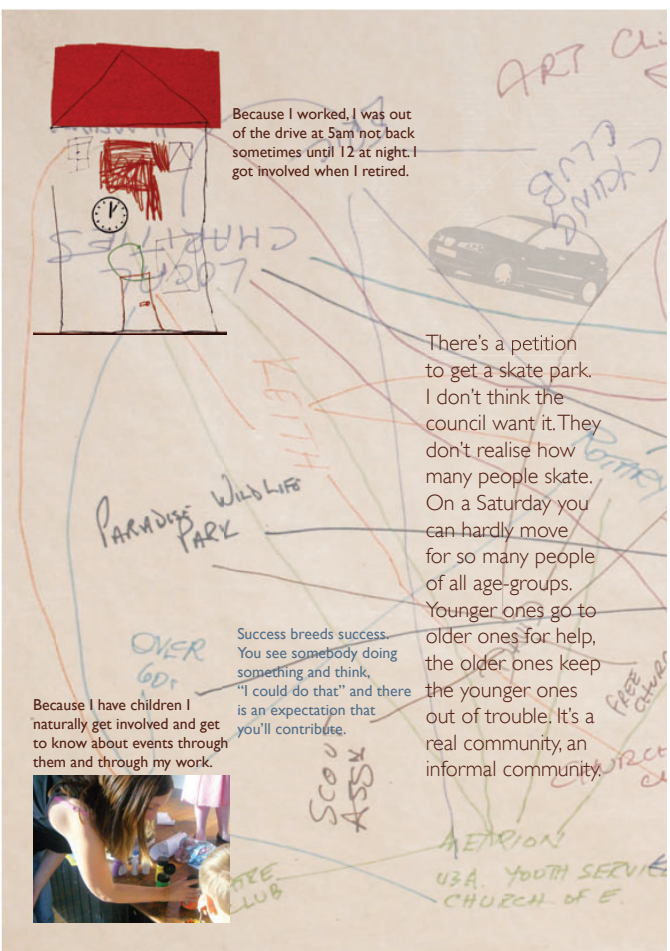 Because I worked, I was out
of the drive at 5am not back
sometimes until 12 at night. I
got involved when I retired.
ART
CYCLING
CLUB
LOCAL
CHARITIES
There's a petition
to get a skate park.
I don't think the
council want it. They
don't realise how
many people skate.
On a Saturday you
can hardly move
for so many people
of all age-groups.
Younger ones go to
older ones for help,
the older ones keep
the younger ones
out of trouble. It's a
real community, an
informal community.
KEITH
ROTARY
PARADISE WILDLIFE
PARK
OVER
60s
Success breeds success.
You see somebody doing
something and think,
"I could do that" and there
is an expectation that
you'll contribute.
Because I have children I
naturally get involved and get
to know about events through
them and through my work.
FREE
SCOU
CLUB
U3A YOUTH SERVICE
CHURCH OF E.